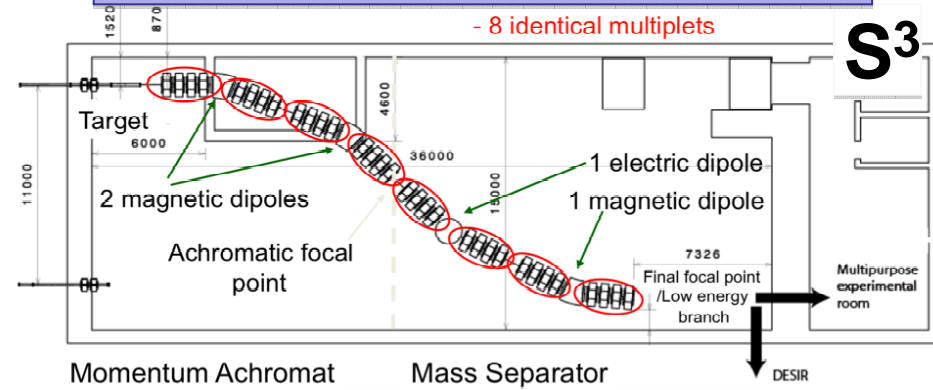 - 8 identical multiplets
S³
1520
870
Target
6000
4600
36000
11000
15000
2 magnetic dipoles
1 electric dipole
1 magnetic dipole
Achromatic focal
point
7326
Final focal point
/Low energy
branch
Multipurpose
experimental
room
DESIR
Momentum Achromat
Mass Separator